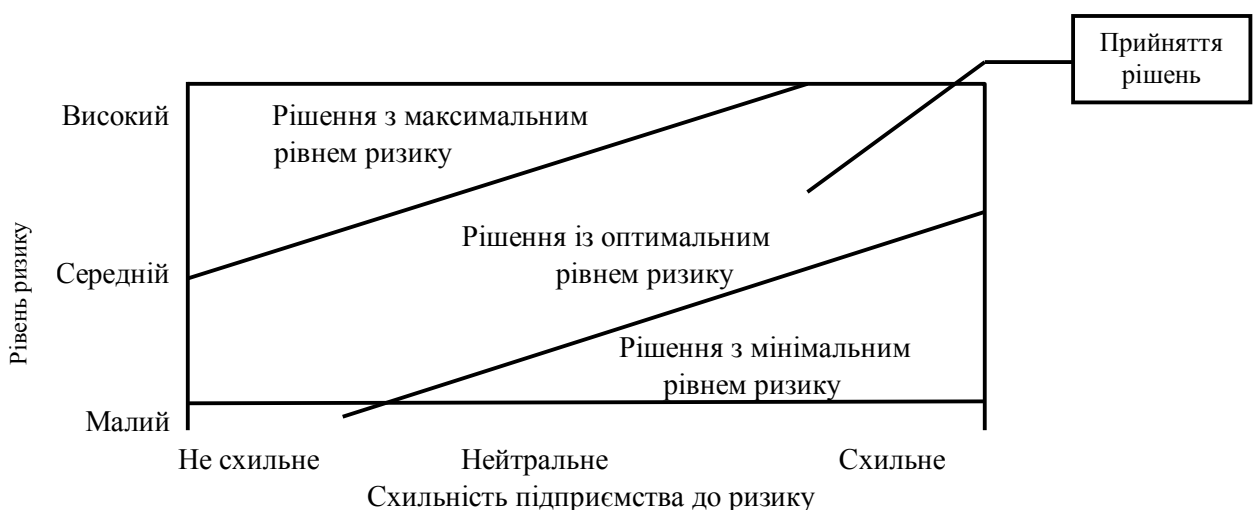 Прийняття
рішень
Високий
Рішення з максимальним
рівнем ризику
Рівень ризику
Рішення із оптимальним
рівнем ризику
Середній
Рішення з мінімальним
рівнем ризику
Малий
Не схильне
Нейтральне
Схильне
Схильність підприємства до ризику